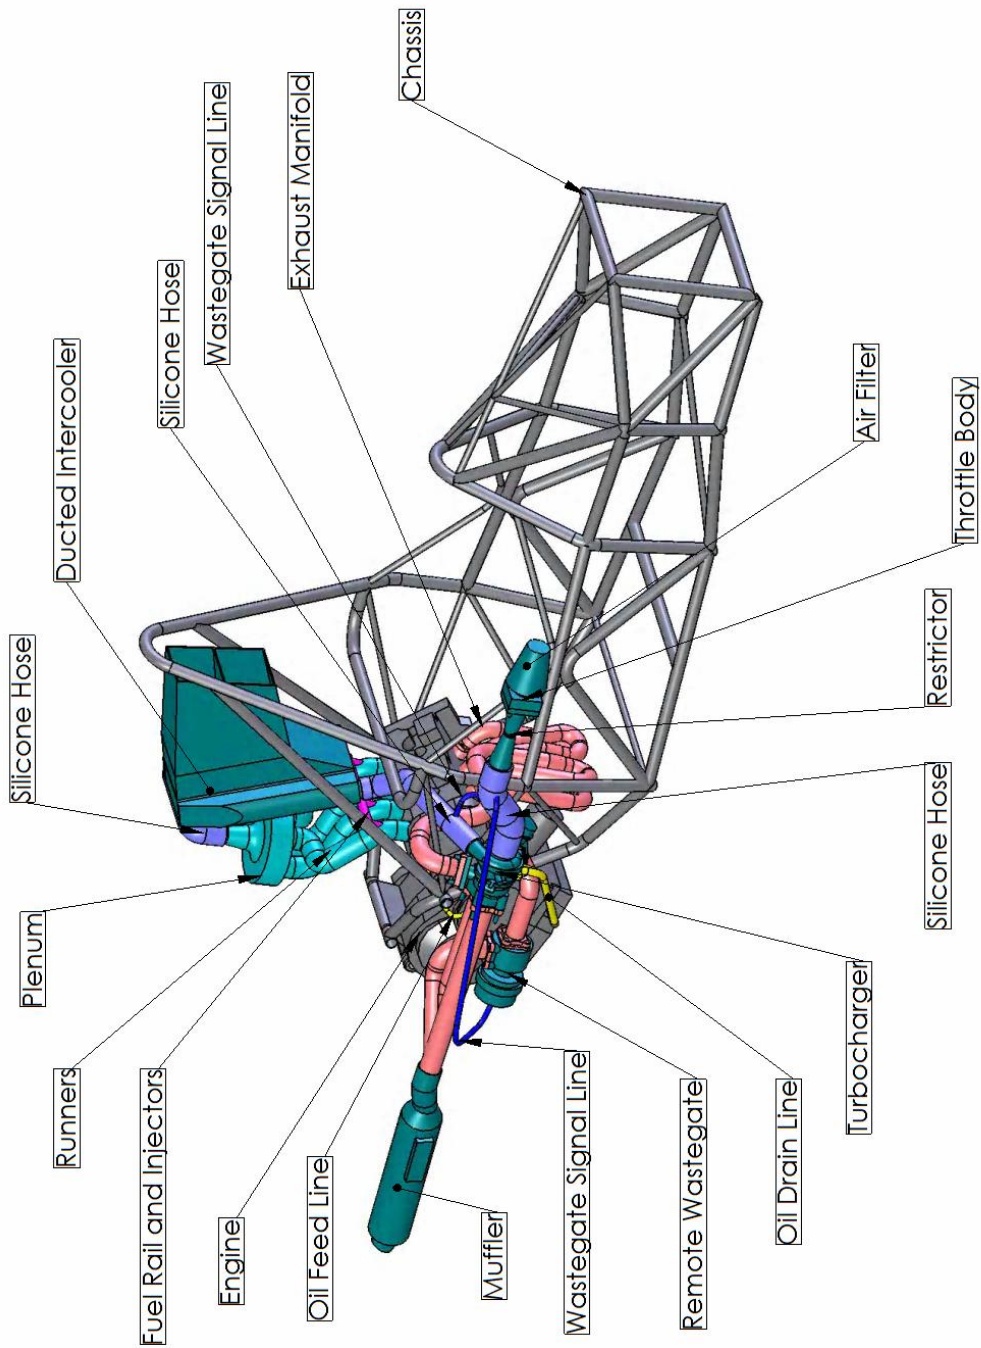 Plenum
Silicone Hose
Ducted Intercooler
Silicone Hose
Wastegate Signal Line
Exhaust Manifold
Chassis
Runners
Fuel Rail and Injectors
Engine
Oil Feed Line
Muffler
Wastegate Signal Line
Remote Wastegate
Oil Drain Line
Turbocharger
Silicone Hose
Restrictor
Throttle Body
Air Filter